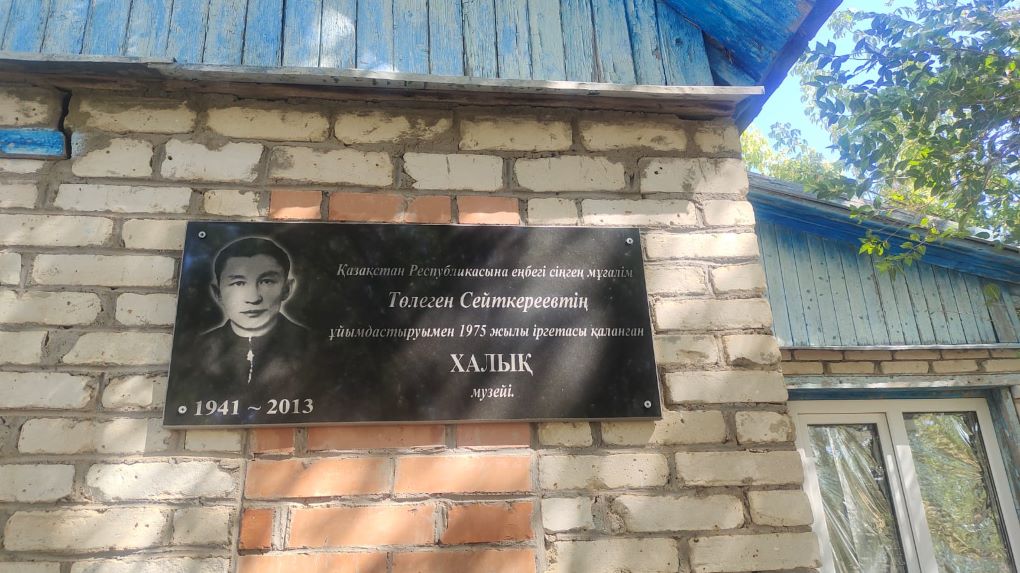 Қазақстан Республикасына еңбегі сіңген мұғалім
Төлеген Сейткереевтің
ұйымдастыруымен 1975 жылы іргетасы қаланған
ХАЛЫҚ
музейі.
1941 ~ 2013